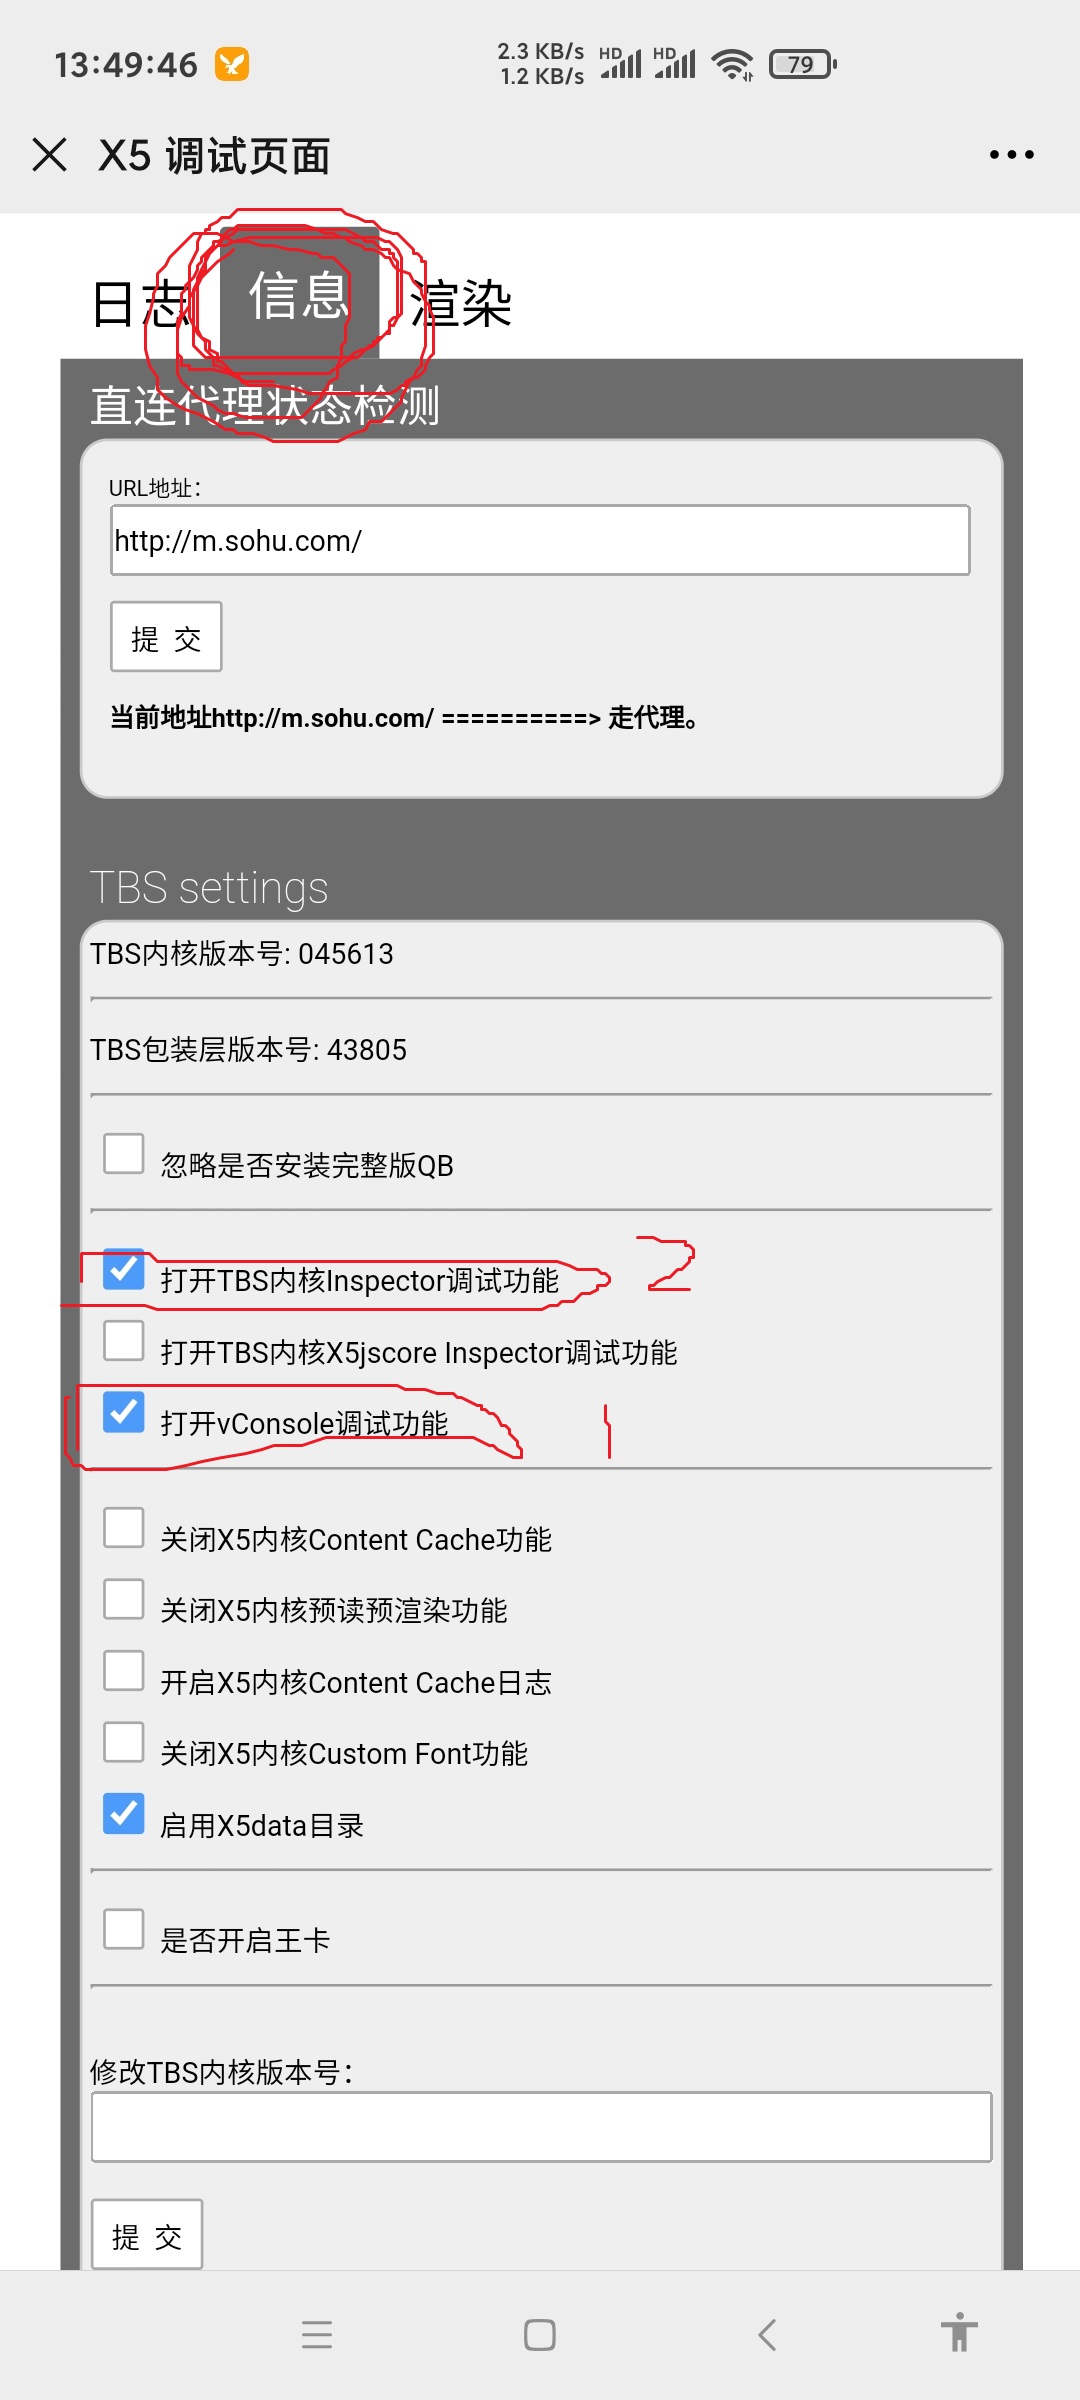 13:49:46
2.3 KB/s
1.2 KB/s
HD HD
79
X5 调试页面
日志 信息 渲染
直连代理状态检测
URL地址：
http://m.sohu.com/
提 交
当前地址http://m.sohu.com/ ==========> 走代理。
TBS settings
TBS内核版本号: 045613
TBS包装层版本号: 43805
忽略是否安装完整版QB
打开TBS内核Inspector调试功能 2
打开TBS内核X5jscore Inspector调试功能
打开vConsole调试功能 1
关闭X5内核Content Cache功能
关闭X5内核预读预渲染功能
开启X5内核Content Cache日志
关闭X5内核Custom Font功能
启用X5data目录
是否开启王卡
修改TBS内核版本号：
提 交